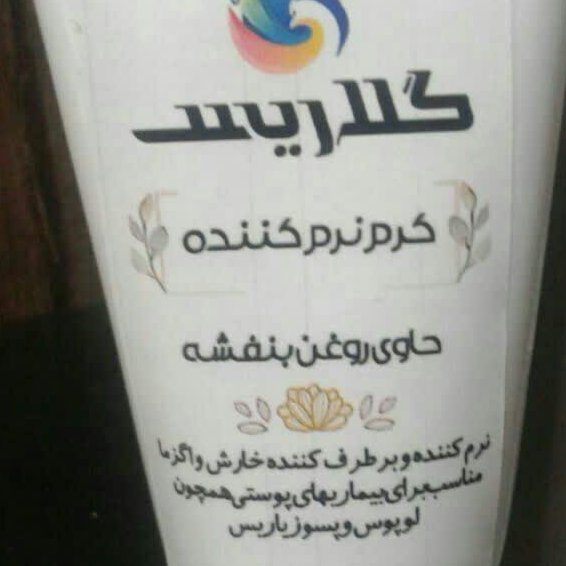 گلاریس
کرم نرم کننده
حاوی روغن بنفشه
نرم کننده و بر طرف کننده خارش و اگزما
مناسب برای بیماریهای پوستی همچون
لوپوس و پسوزیاریس